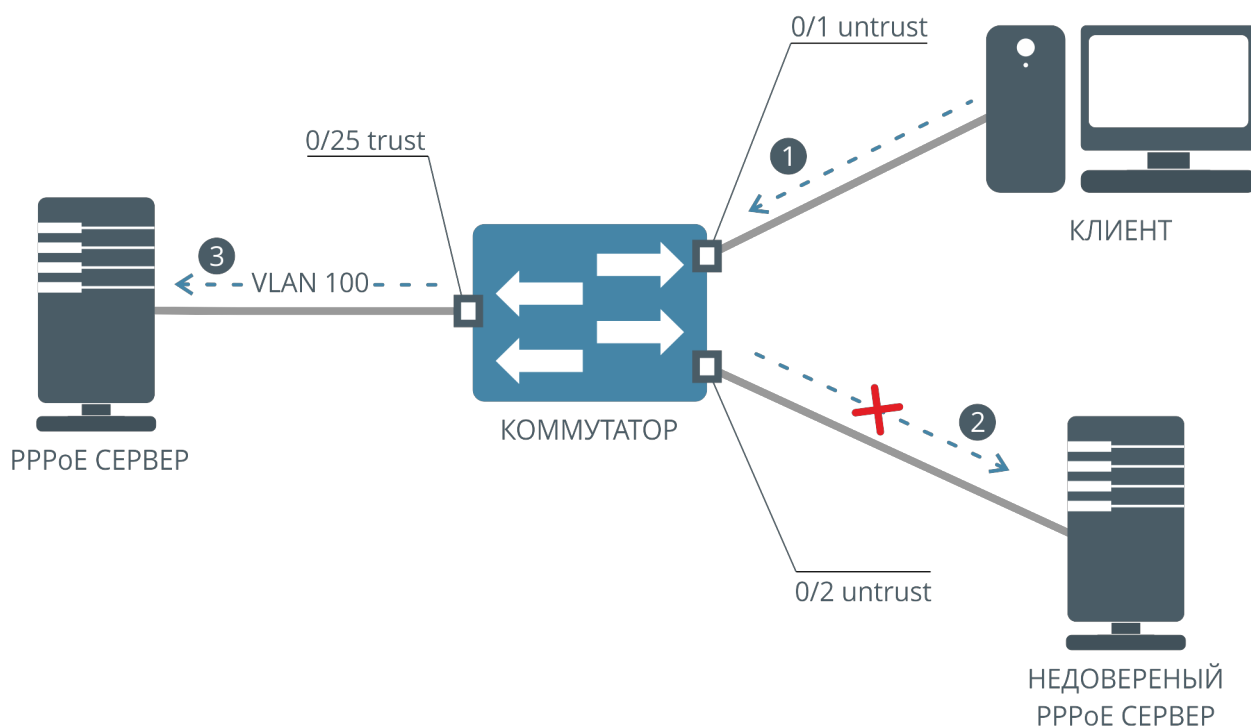 0/1 untrust
0/25 trust
1
КЛИЕНТ
3
VLAN 100
КОММУТАТОР
2
PPPoE СЕРВЕР
0/2 untrust
НЕДОВЕРЕНЫЙ
PPPoE СЕРВЕР